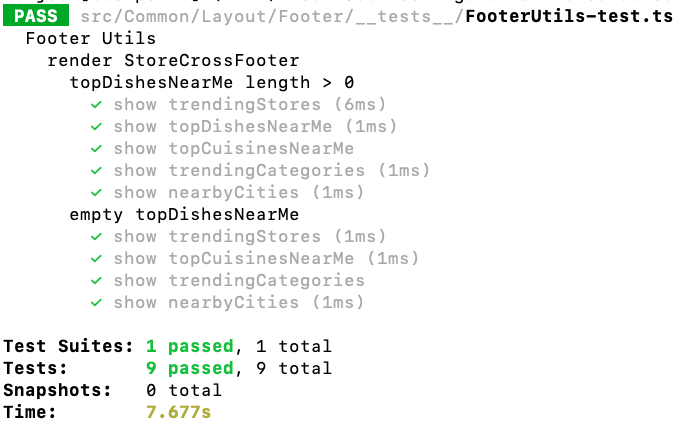 PASS src/Common/Layout/Footer/__tests__/FooterUtils-test.ts
Footer Utils
render StoreCrossFooter
topDishesNearMe length > 0
✓ show trendingStores (6ms)
✓ show topDishesNearMe (1ms)
✓ show topCuisinesNearMe
✓ show trendingCategories (1ms)
✓ show nearbyCities (1ms)
empty topDishesNearMe
✓ show trendingStores (1ms)
✓ show topCuisinesNearMe (1ms)
✓ show trendingCategories
✓ show nearbyCities (1ms)
Test Suites: 1 passed, 1 total
Tests: 9 passed, 9 total
Snapshots: 0 total
Time: 7.677s